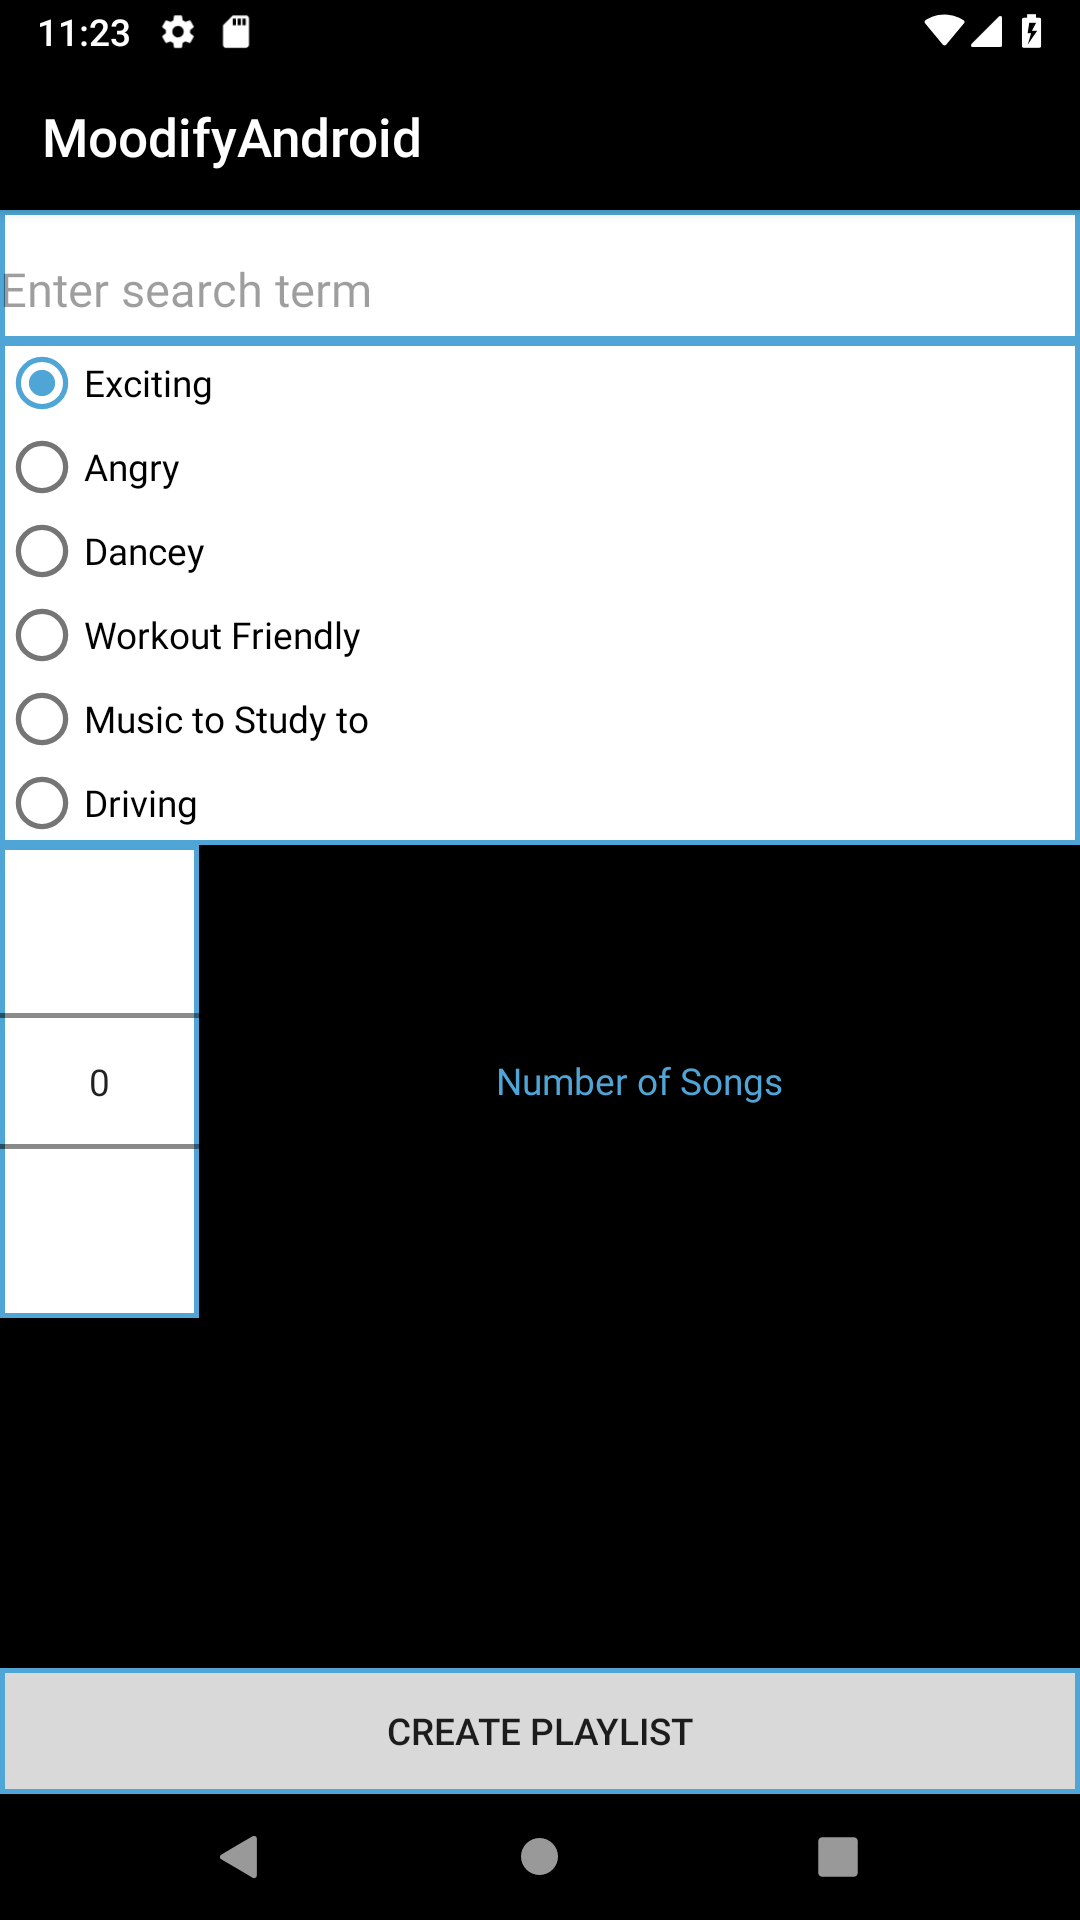 11:23
MoodifyAndroid
Enter search term
Exciting
Angry
Dancey
Workout Friendly
Music to Study to
Driving
0
Number of Songs
CREATE PLAYLIST